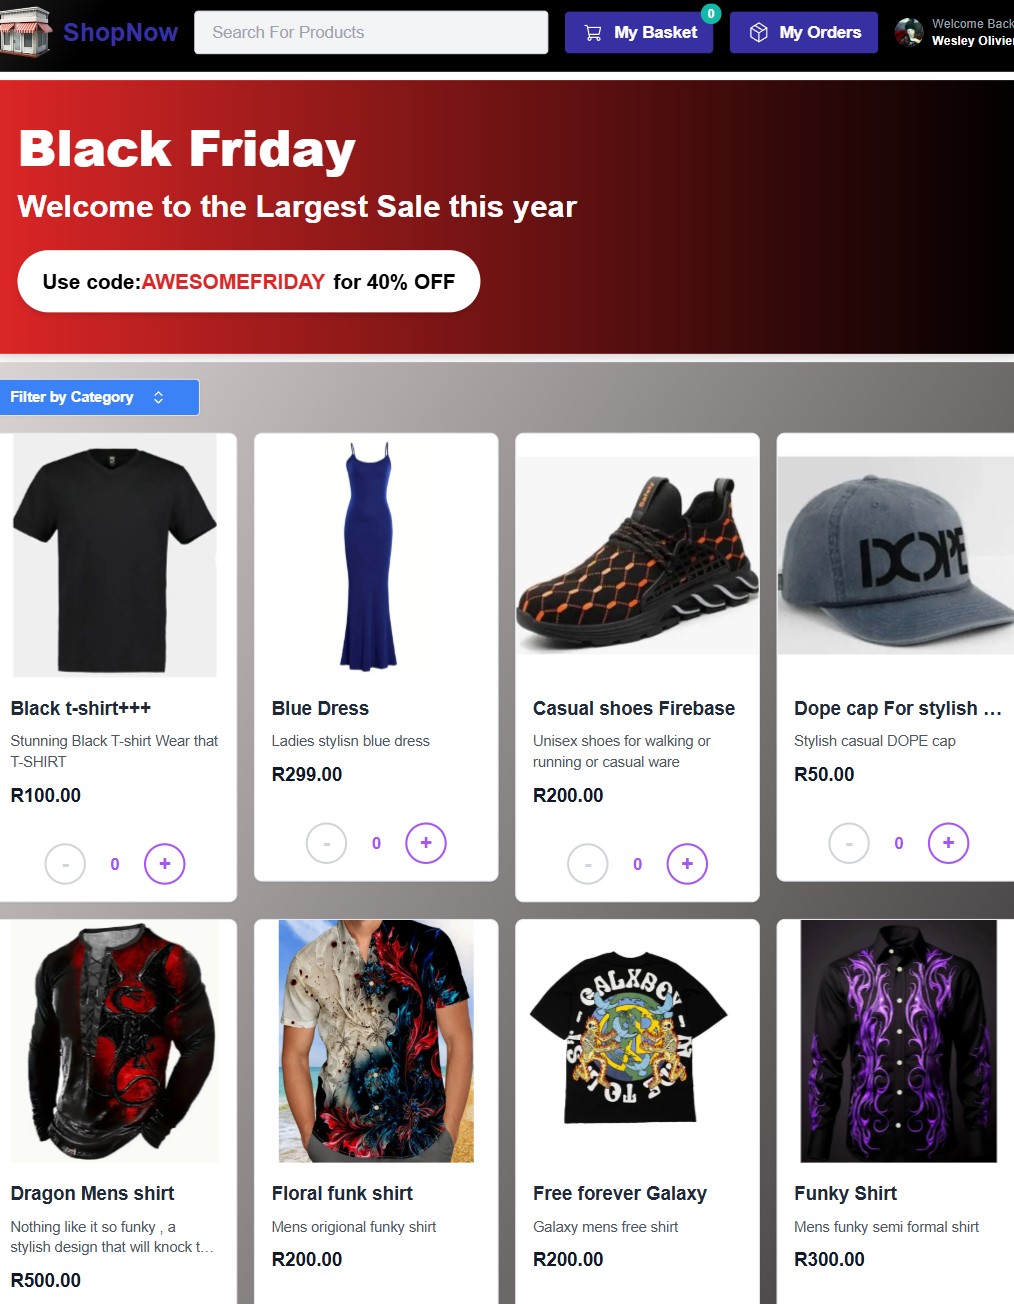 ShopNow
Search For Products
My Basket
0
My Orders
Welcome Back
Wesley Olivier
Black Friday
Welcome to the Largest Sale this year
Use code:AWESOMEFRIDAY for 40% OFF
Filter by Category
Safety
DOPE
Black t-shirt+++
Stunning Black T-shirt Wear that
T-SHIRT
R100.00
- 0 +
Blue Dress
Ladies stylisn blue dress
R299.00
- 0 +
Casual shoes Firebase
Unisex shoes for walking or
running or casual ware
R200.00
- 0 +
Dope cap For stylish ...
Stylish casual DOPE cap
R50.00
- 0 +
GALXBOY
Dragon Mens shirt
Nothing like it so funky , a
stylish design that will knock t...
R500.00
Floral funk shirt
Mens origional funky shirt
R200.00
Free forever Galaxy
Galaxy mens free shirt
R200.00
Funky Shirt
Mens funky semi formal shirt
R300.00